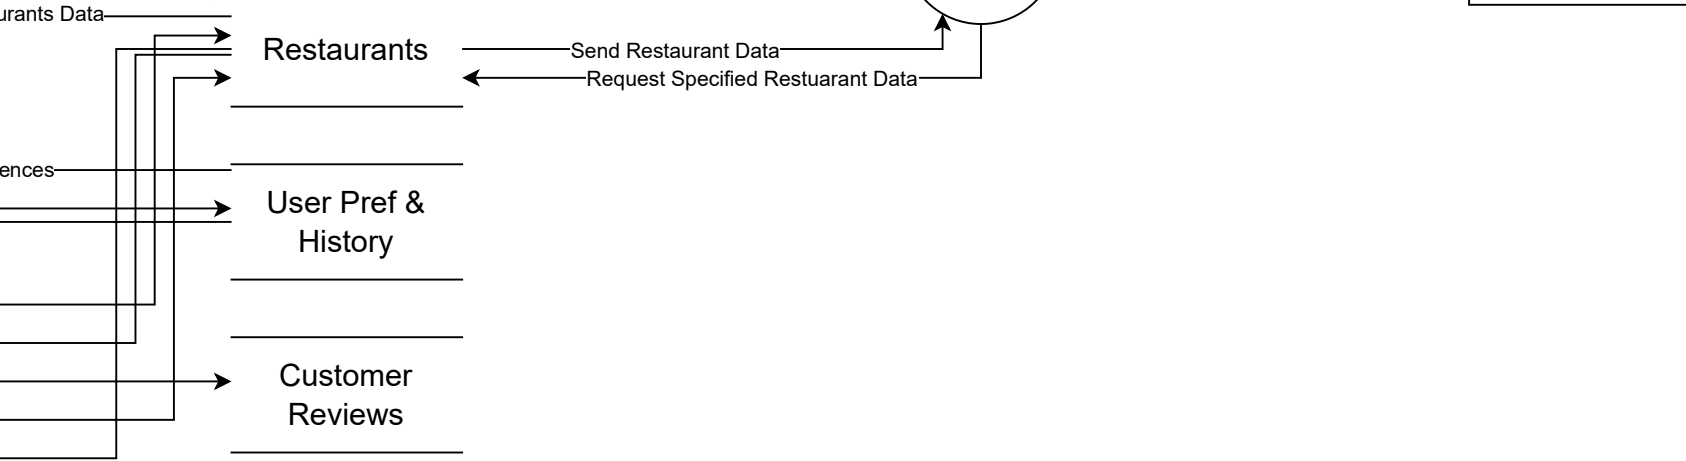 urants Data
Restaurants
Send Restaurant Data
Request Specified Restuarant Data
ences
User Pref &
History
Customer
Reviews